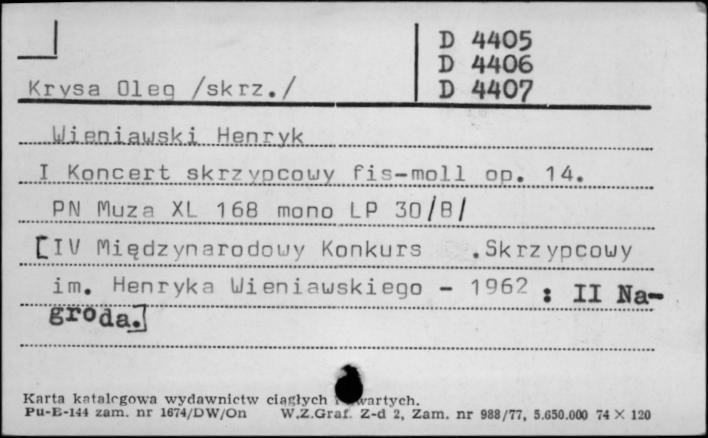 D 4405
D 4406
Krysa Oleg /skrz./ D 4407
Wieniawski Henryk
I Koncert skrzypcowy fis-moll op. 14.
PN Muza XL 168 mono LP 30/B/
[IV Międzynarodowy Konkurs .Skrzypcowy
im. Henryka Wieniawskiego - 1962 : II Na-
groda.]
Karta katalogowa wydawnictw ciągłych wartych.
Pu-B-144 zam. nr 1674/DW/On W.Z.Graf. Z-d 2, Zam. nr 988/77, 5.650.000 74 X 120